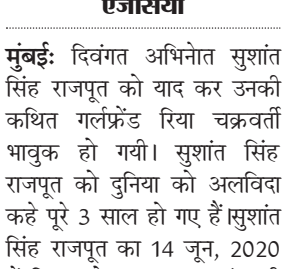 एजेंसियां
मुंबईः दिवंगत अभिनेात सुशांत
सिंह राजपूत को याद कर उनकी
कथित गर्लफ्रेंड रिया चक्रवर्ती
भावुक हो गयी। सुशांत सिंह
राजपूत को दुनिया को अलविदा
कहे पूरे 3 साल हो गए हैं।सुशांत
सिंह राजपूत का 14 जून, 2020